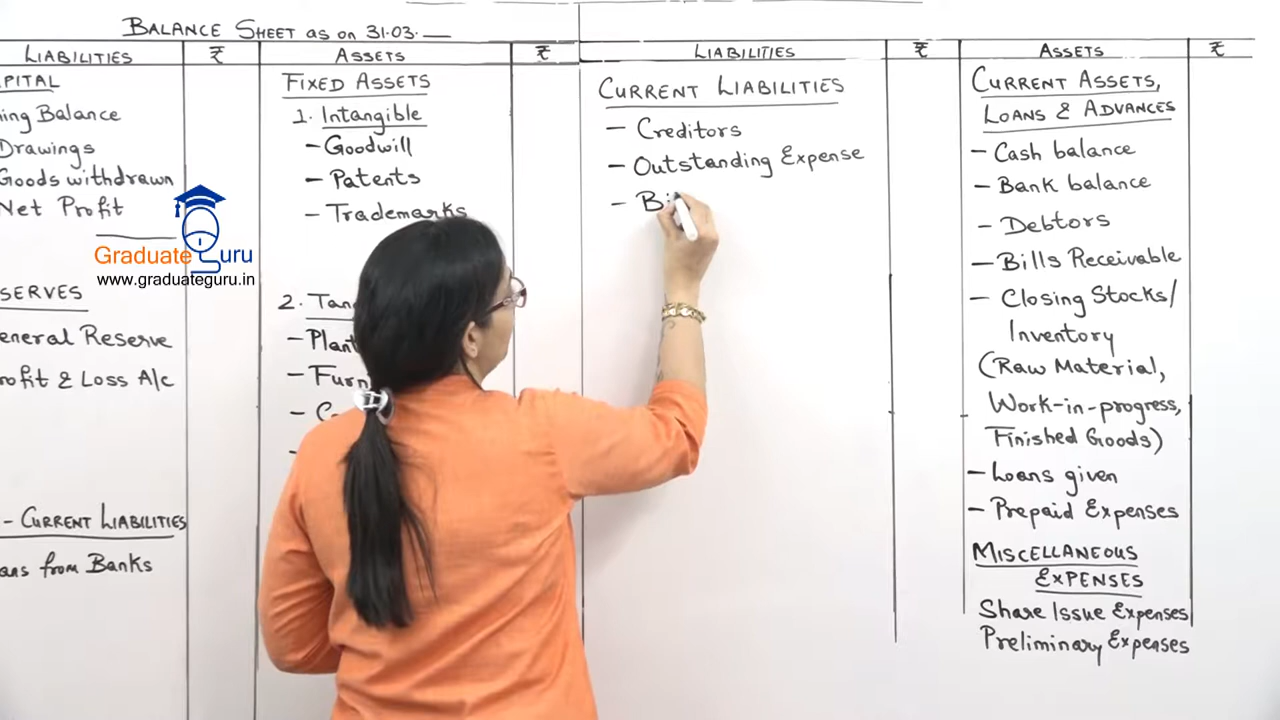 BALANCE SHEET as on 31.03.__
LIABILITIES ₹ ASSETS ₹
PITAL
ning Balance
Drawings
Goods withdrawn
Net Profit
Graduate Guru
www.graduateguru.in
SERVES
eneral Reserve
rofit & Loss A/c
- CURRENT LIABILITIES
ans from Banks
FIXED ASSETS
1. Intangible
- Goodwill
- Patents
- Trademarks
2. Tan
- Plant
- Furn
LIABILITIES ₹ ASSETS ₹
CURRENT LIABILITIES
- Creditors
- Outstanding Expense
- Bi
CURRENT ASSETS,
LOANS & ADVANCES
- Cash balance
- Bank balance
- Debtors
- Bills Receivable
- Closing Stocks/
Inventory
(Raw Material,
Work-in-progress,
Finished Goods)
- Loans given
- Prepaid Expenses
MISCELLANEOUS
EXPENSES
Share Issue Expenses
Preliminary Expenses